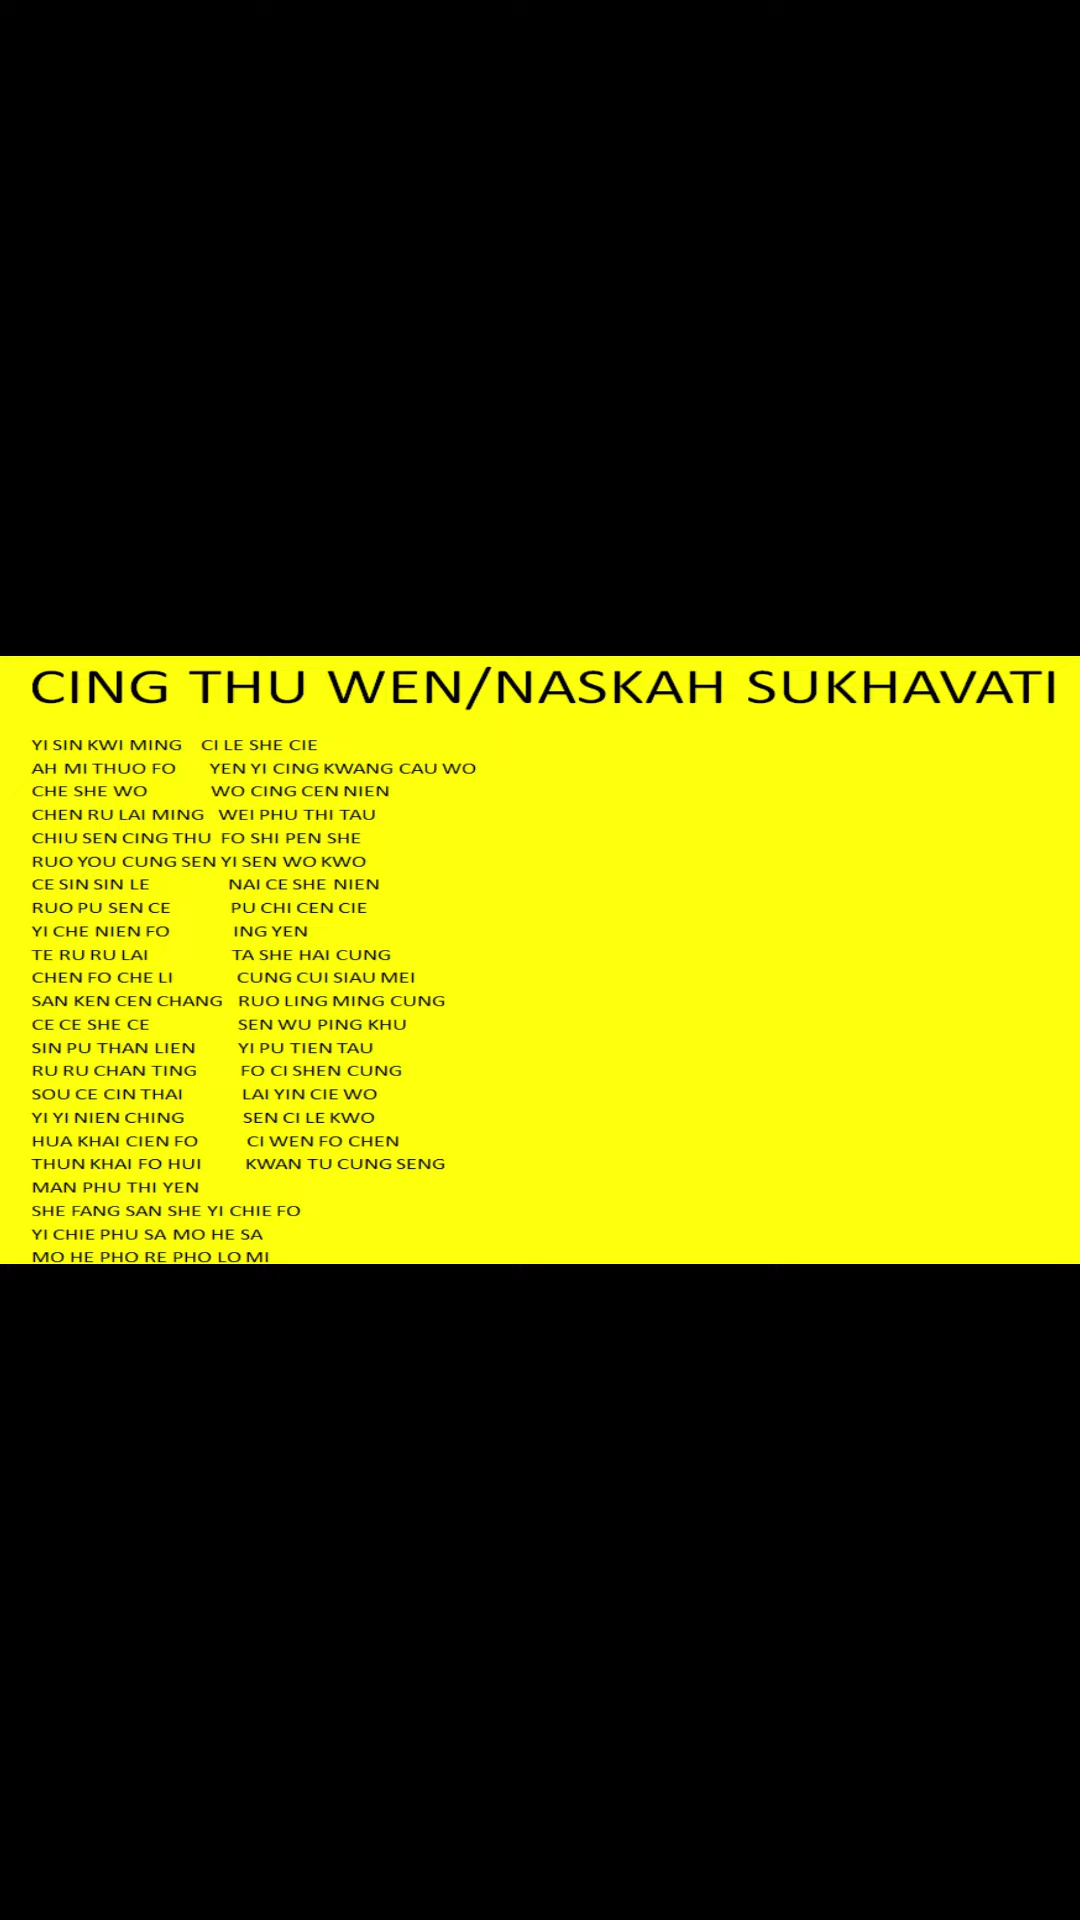 CING THU WEN/NASKAH SUKHAVATI
YI SIN KWI MING CI LE SHE CIE
AH MI THUO FO YEN YI CING KWANG CAU WO
CHE SHE WO WO CING CEN NIEN
CHEN RU LAI MING WEI PHU THI TAU
CHIU SEN CING THU FO SHI PEN SHE
RUO YOU CUNG SEN YI SEN WO KWO
CE SIN SIN LE NAI CE SHE NIEN
RUO PU SEN CE PU CHI CEN CIE
YI CHE NIEN FO ING YEN
TE RU RU LAI TA SHE HAI CUNG
CHEN FO CHE LI CUNG CUI SIAU MEI
SAN KEN CEN CHANG RUO LING MING CUNG
CE CE SHE CE SEN WU PING KHU
SIN PU THAN LIEN YI PU TIEN TAU
RU RU CHAN TING FO CI SHEN CUNG
SOU CE CIN THAI LAI YIN CIE WO
YI YI NIEN CHING SEN CI LE KWO
HUA KHAI CIEN FO CI WEN FO CHEN
THUN KHAI FO HUI KWAN TU CUNG SENG
MAN PHU THI YEN
SHE FANG SAN SHE YI CHIE FO
YI CHIE PHU SA MO HE SA
MO HE PHO RE PHO LO MI